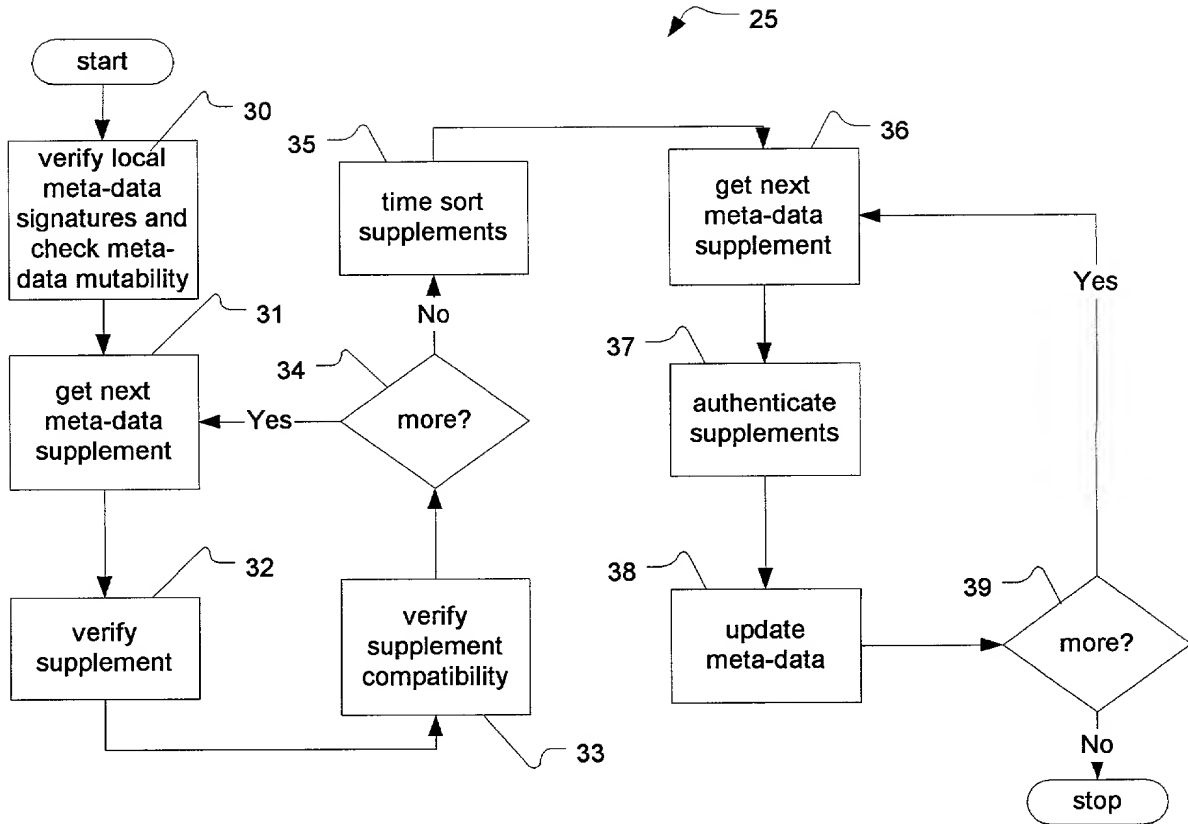 25
start
30
verify local
meta-data
signatures and
check meta-
data mutability
31
get next
meta-data
supplement
32
verify
supplement
33
verify
supplement
compatibility
34
more?
Yes
No
35
time sort
supplements
36
get next
meta-data
supplement
37
authenticate
supplements
38
update
meta-data
39
more?
Yes
No
stop